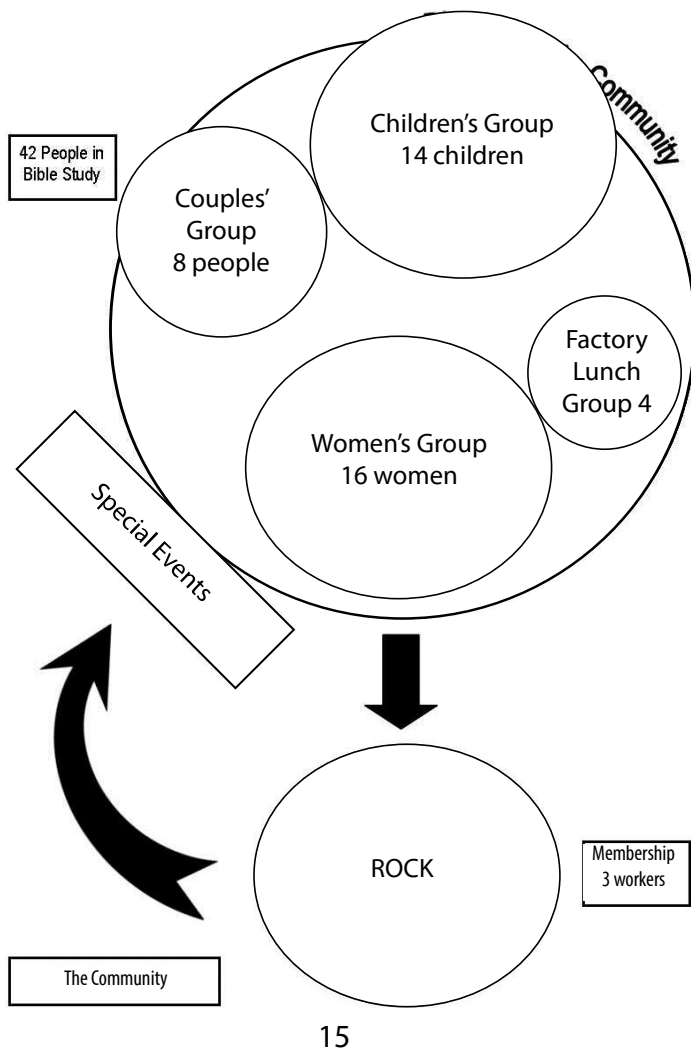 Community
Children’s Group
14 children
42 People in
Bible Study
Couples’
Group
8 people
Factory
Lunch
Group 4
Women’s Group
16 women
Special Events
ROCK
Membership
3 workers
The Community
15